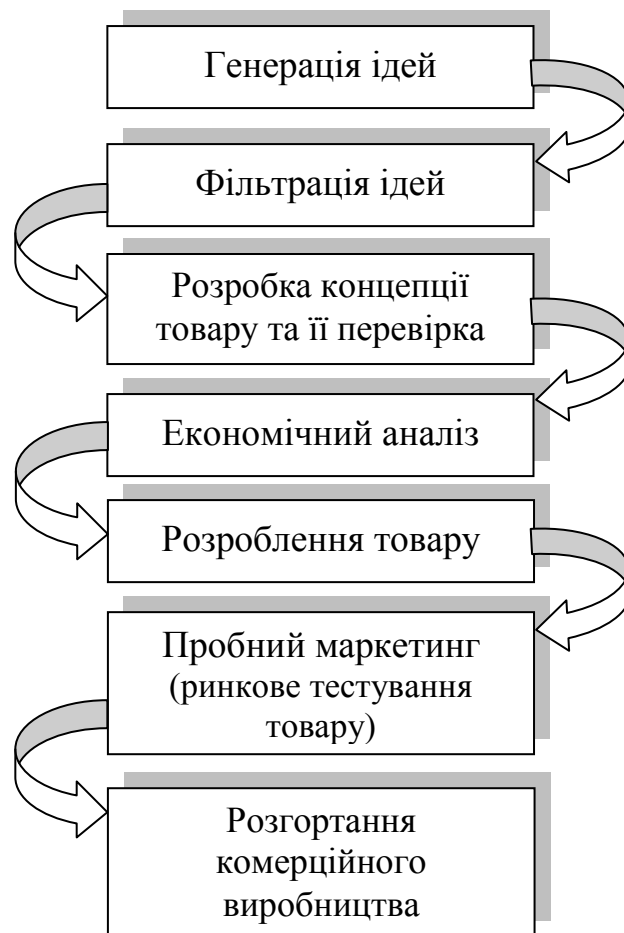 Генерація ідей
Фільтрація ідей
Розробка концепції
товару та її перевірка
Економічний аналіз
Розроблення товару
Пробний маркетинг
(ринкове тестування
товару)
Розгортання
комерційного
виробництва